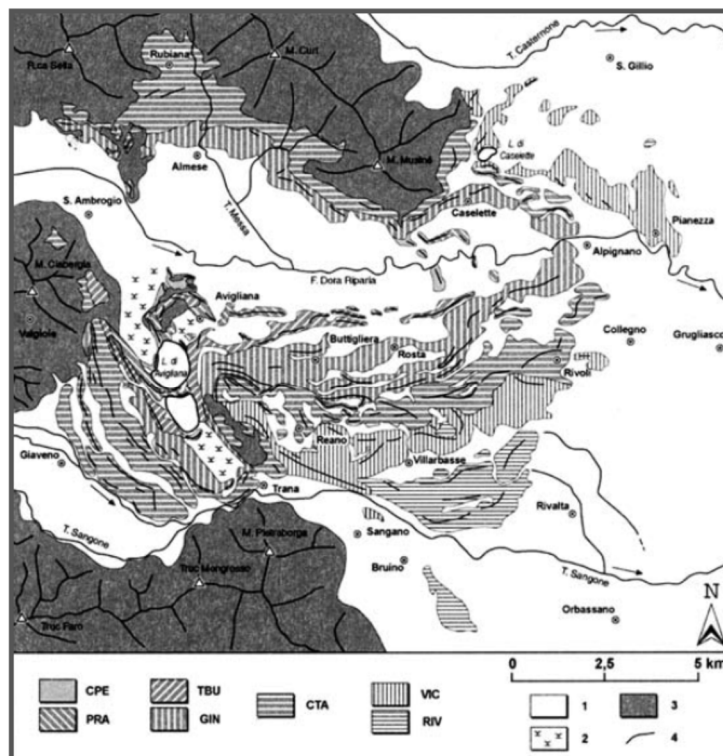 T. Casternone
Rubiana
M. Curt
P.ca Sella
S. Gillio
L. di
Caselette
M. Musinè
Almese
S. Ambrogio
T. Messa
Caselette
Pianezza
Alpignano
F. Dora Riparia
M. Ciabergia
Avigliana
Valgioie
Buttigliera
Rosta
Collegno
Grugliasco
L. di
Avigliana
Rivoli
Reano
Giaveno
Villarbasse
Trana
Rivalta
T. Sangone
Sangano
M. Pietraborga
Bruino
T. Sangone
Truc Mongrosso
Orbassano
Truc Faro
N
CPE TBU CTA VIC
PRA GIN RIV
0 2,5 5 km
1 3
2 4